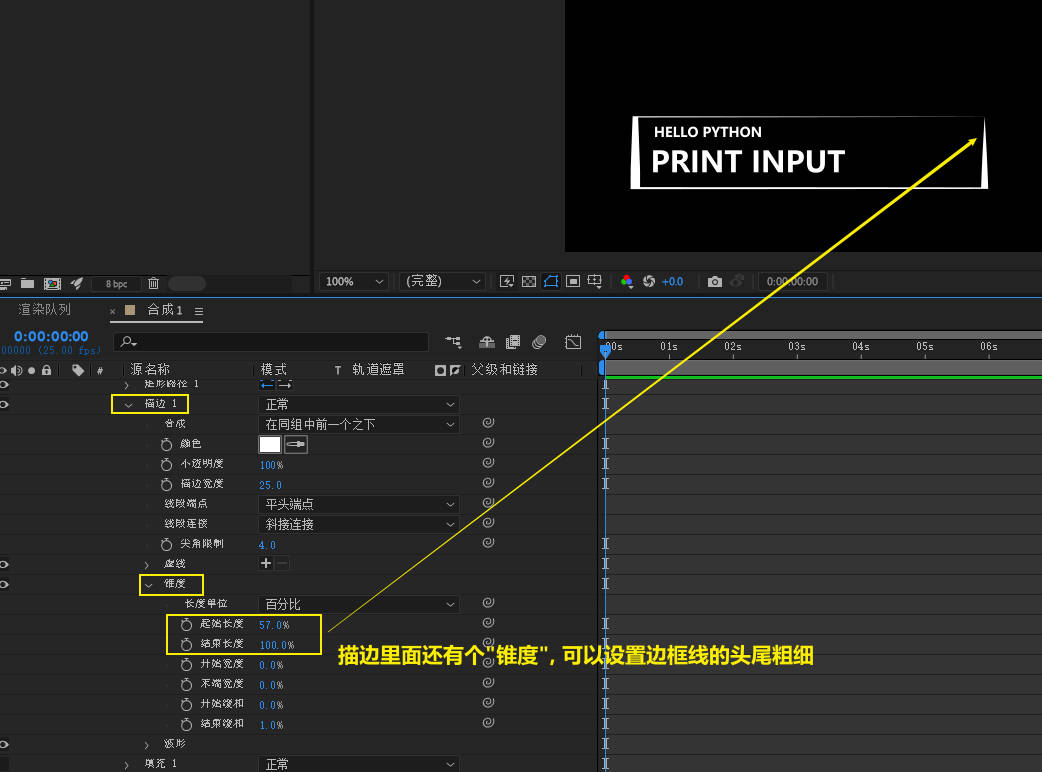 HELLO PYTHON
PRINT INPUT
8 bpc
100%
(完整)
+0.0
0:00:00:00
渲染队列
× 合成 1
0:00:00:00
00000 (25.00 fps)
:00s 01s 02s 03s 04s 05s 06s
# 源名称 模式 T 轨道遮罩 父级和链接
矩形路径 1
描边 1 正常
合成 在同组中前一个之下
颜色
不透明度 100%
描边宽度 25.0
线段端点 平头端点
线段连接 斜接连接
尖角限制 4.0
虚线 + −
锥度
长度单位 百分比
起始长度 57.0%
结束长度 100.0%
描边里面还有个"锥度", 可以设置边框线的头尾粗细
开始宽度 0.0%
末端宽度 0.0%
开始缓和 0.0%
结束缓和 1.0%
波形
填充 1 正常